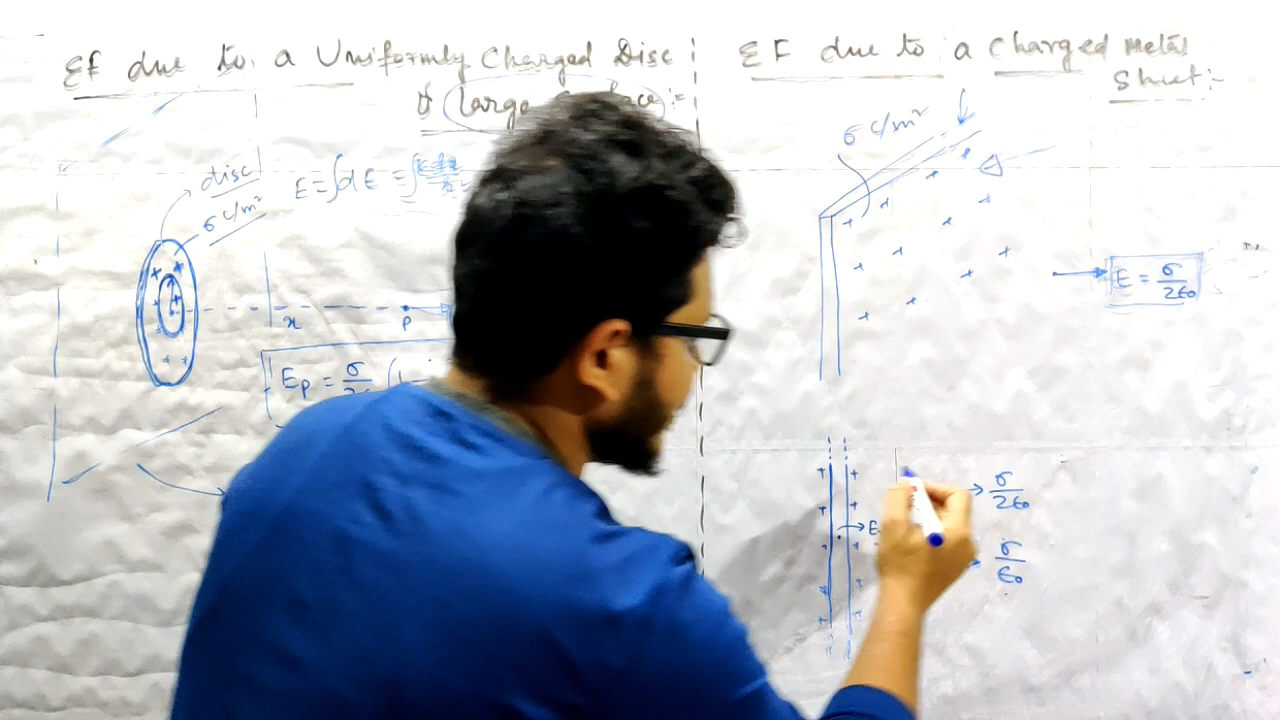 EF due to a Uniformly Charged Disc
& large
disc
σ C/m²
E = ∫dE = ∫
x
P
Ep = σ
EF due to a Charged Metal
Sheet:-
σ C/m²
E = σ/2ε₀
E
σ/2ε₀
σ/ε₀